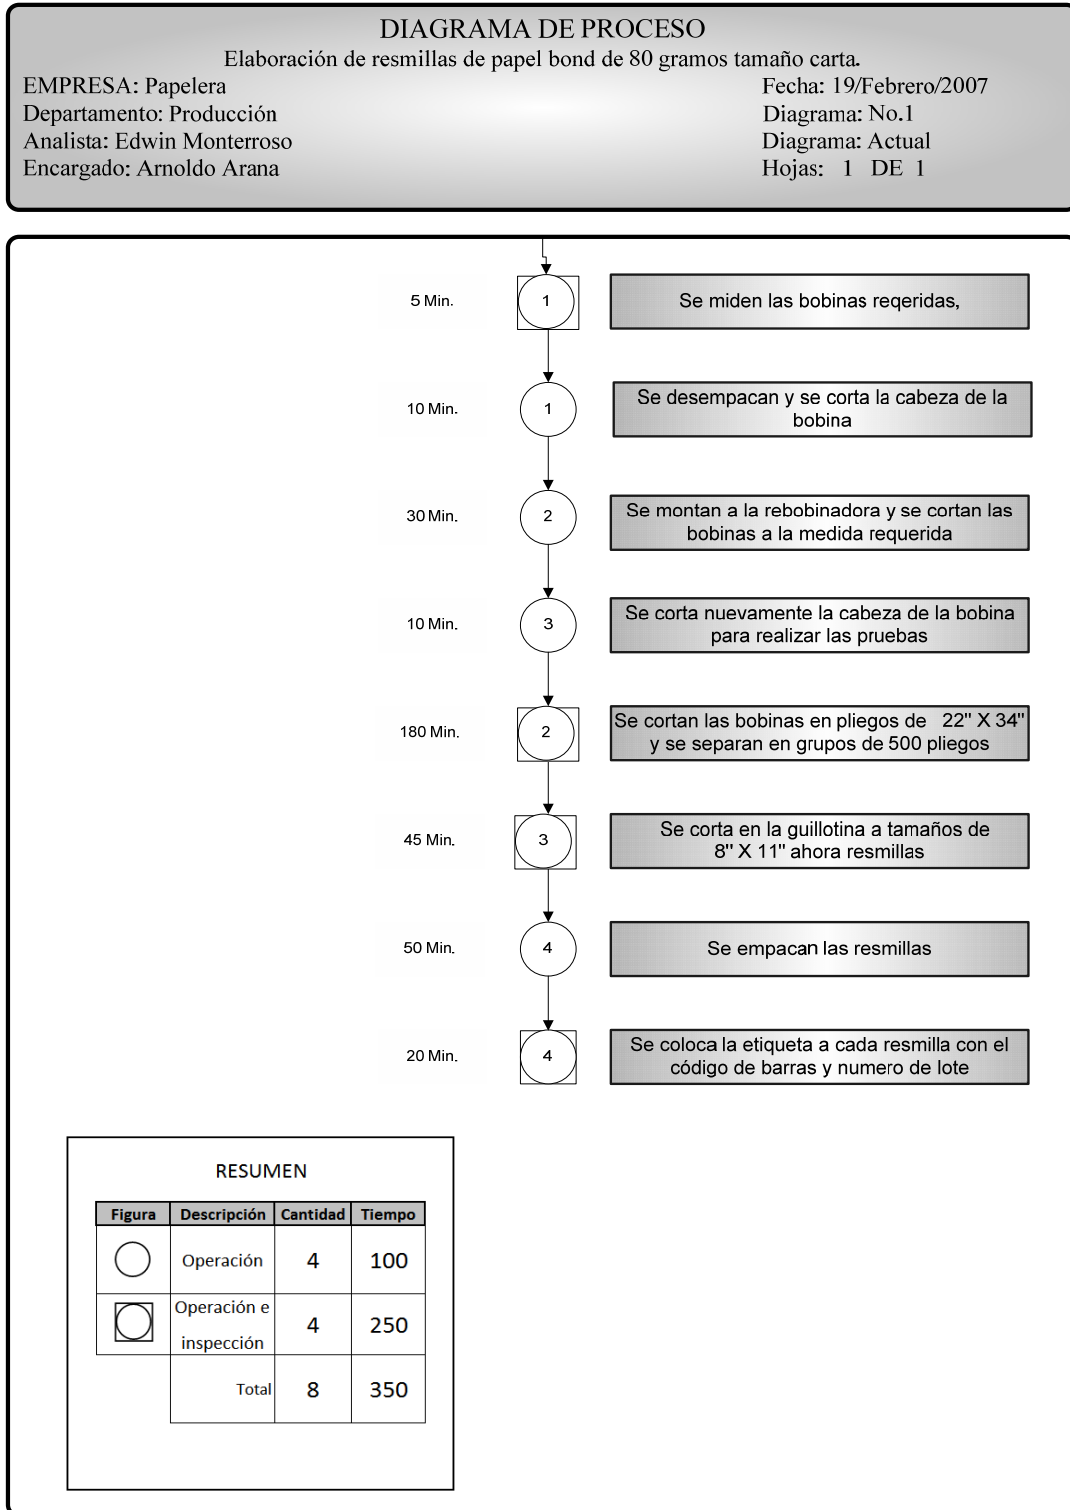 DIAGRAMA DE PROCESO
Elaboración de resmillas de papel bond de 80 gramos tamaño carta.
EMPRESA: Papelera
Fecha: 19/Febrero/2007
Departamento: Producción
Diagrama: No.1
Analista: Edwin Monterroso
Diagrama: Actual
Encargado: Arnoldo Arana
Hojas: 1 DE 1
5 Min.
1
Se miden las bobinas reqeridas,
10 Min.
1
Se desempacan y se corta la cabeza de la
bobina
30 Min.
2
Se montan a la rebobinadora y se cortan las
bobinas a la medida requerida
10 Min.
3
Se corta nuevamente la cabeza de la bobina
para realizar las pruebas
180 Min.
2
Se cortan las bobinas en pliegos de 22" X 34"
y se separan en grupos de 500 pliegos
45 Min.
3
Se corta en la guillotina a tamaños de
8" X 11" ahora resmillas
50 Min.
4
Se empacan las resmillas
20 Min.
4
Se coloca la etiqueta a cada resmilla con el
código de barras y numero de lote
RESUMEN
Figura Descripción Cantidad Tiempo
Operación 4 100
Operación e
inspección
4 250
Total 8 350